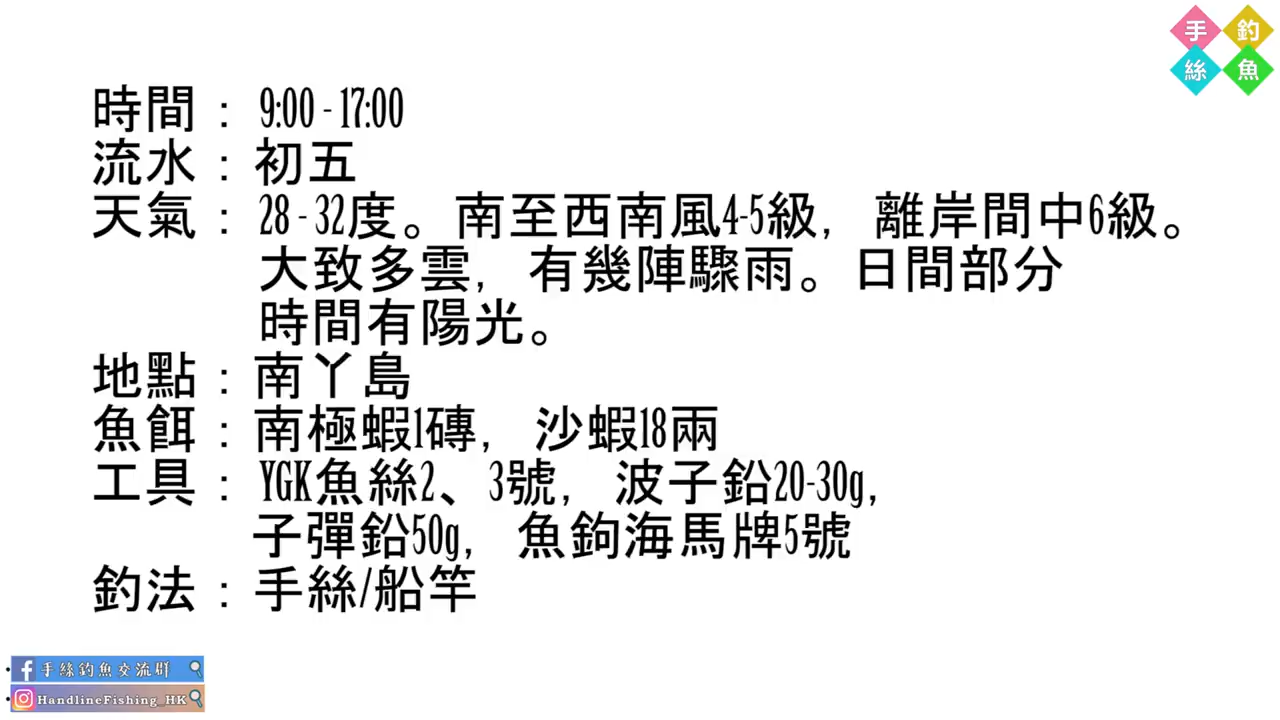 手釣
絲魚
時間：9:00 - 17:00
流水：初五
天氣：28 - 32度。南至西南風4-5級，離岸間中6級。
大致多雲，有幾陣驟雨。日間部分
時間有陽光。
地點：南丫島
魚餌：南極蝦1磚，沙蝦18兩
工具：YGK魚絲2、3號，波子鉛20-30g，
子彈鉛50g，魚鉤海馬牌5號
釣法：手絲/船竿
手絲釣魚交流群
HandlineFishing_HK